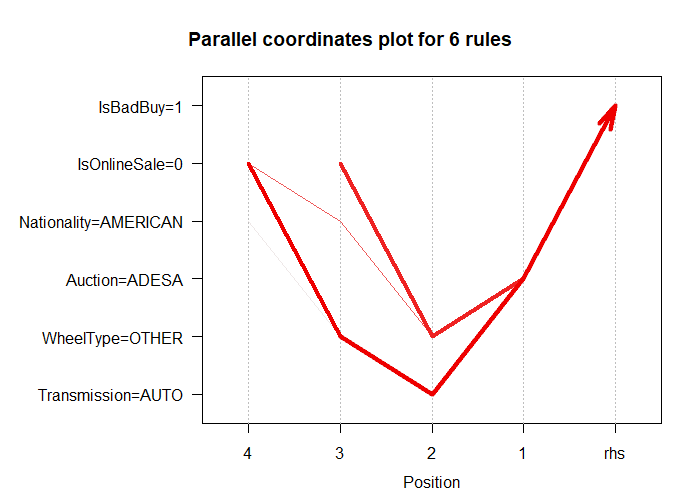 Parallel coordinates plot for 6 rules
IsBadBuy=1
IsOnlineSale=0
Nationality=AMERICAN
Auction=ADESA
WheelType=OTHER
Transmission=AUTO
4 3 2 1 rhs
Position